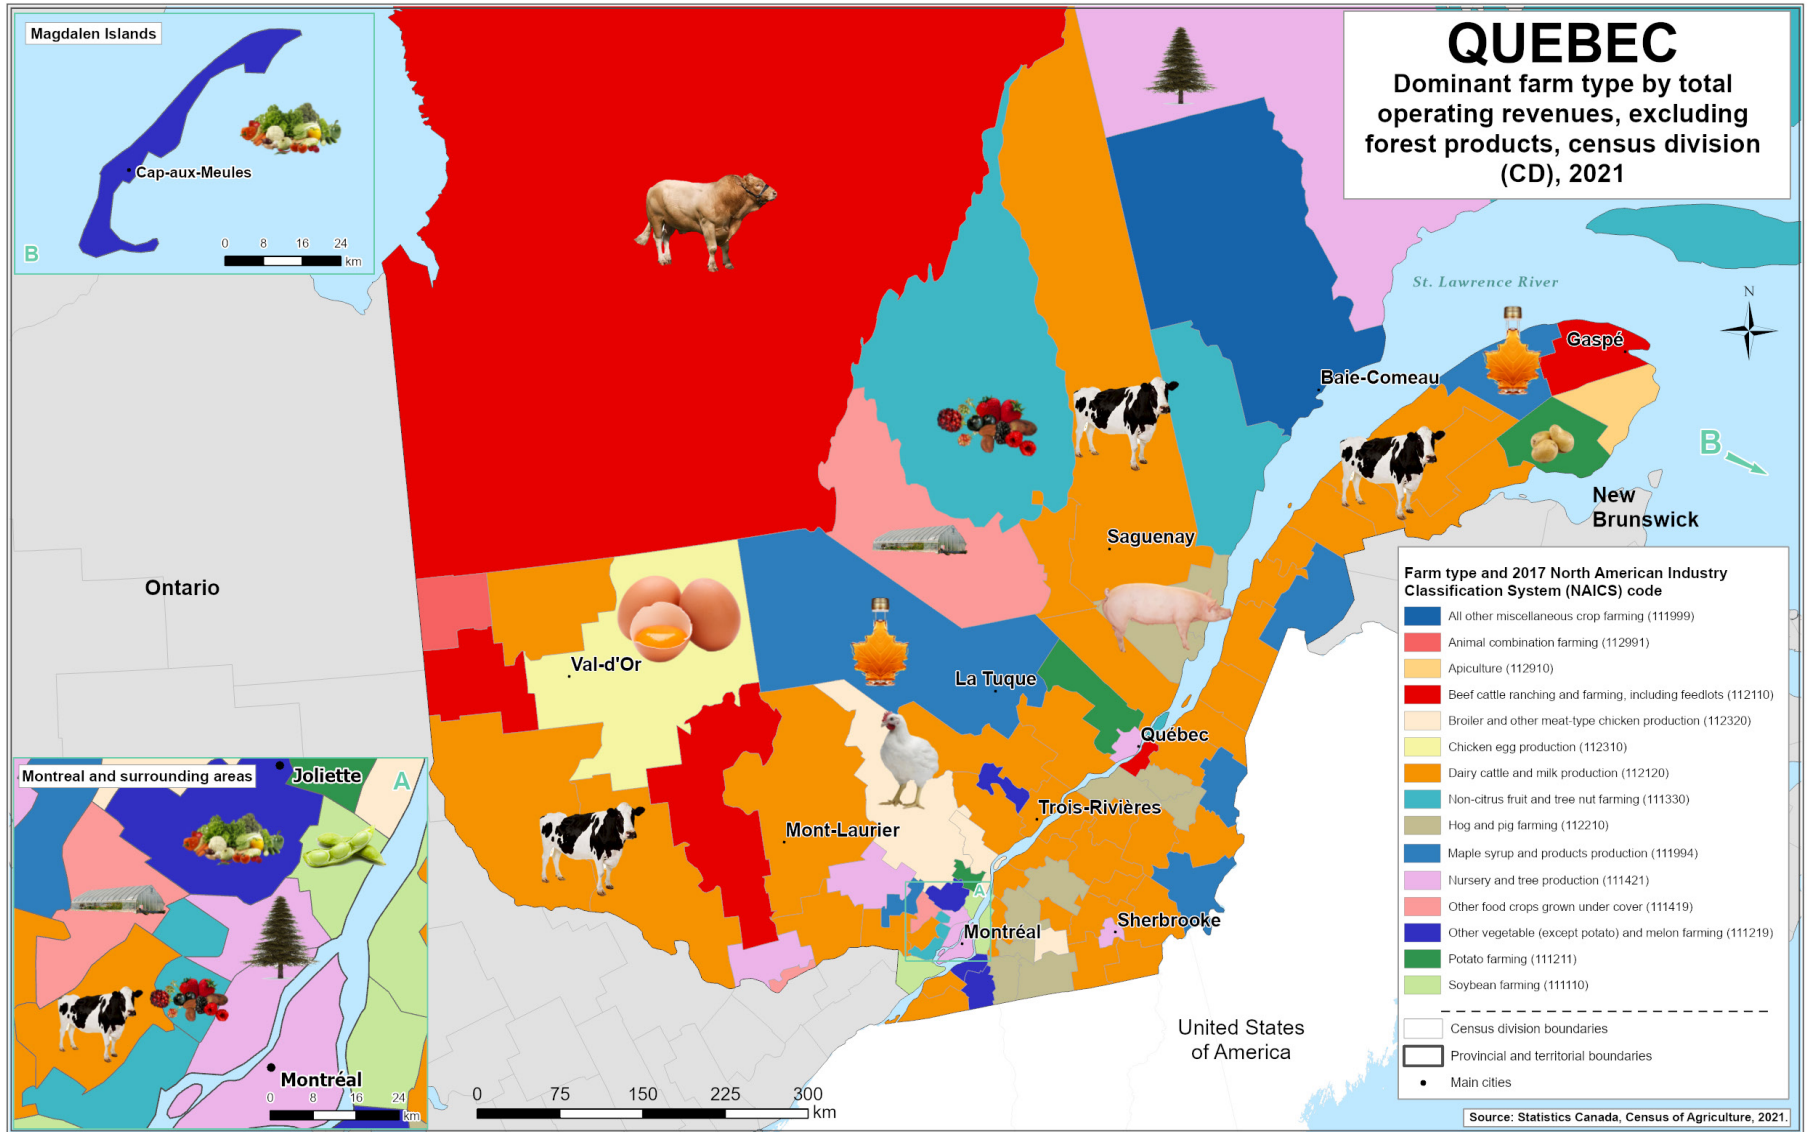 Magdalen Islands
Cap-aux-Meules
0 8 16 24
km
B
QUEBEC
Dominant farm type by total
operating revenues, excluding
forest products, census division
(CD), 2021
St. Lawrence River
N
Gaspé
Baie-Comeau
B
New
Brunswick
Saguenay
Ontario
Val-d'Or
La Tuque
Québec
Trois-Rivières
Mont-Laurier
A
Sherbrooke
Montréal
United States
of America
0 75 150 225 300
km
Montreal and surrounding areas
Joliette
A
Montréal
0 8 16 24
km
Farm type and 2017 North American Industry
Classification System (NAICS) code
All other miscellaneous crop farming (111999)
Animal combination farming (112991)
Apiculture (112910)
Beef cattle ranching and farming, including feedlots (112110)
Broiler and other meat-type chicken production (112320)
Chicken egg production (112310)
Dairy cattle and milk production (112120)
Non-citrus fruit and tree nut farming (111330)
Hog and pig farming (112210)
Maple syrup and products production (111994)
Nursery and tree production (111421)
Other food crops grown under cover (111419)
Other vegetable (except potato) and melon farming (111219)
Potato farming (111211)
Soybean farming (111110)
Census division boundaries
Provincial and territorial boundaries
Main cities
Source: Statistics Canada, Census of Agriculture, 2021.